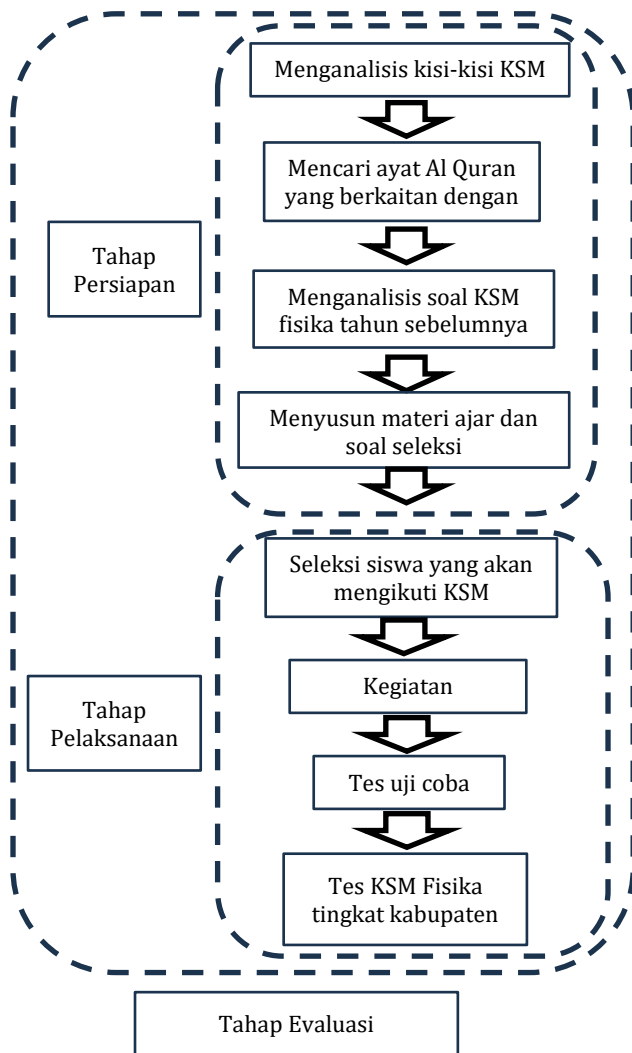 Menganalisis kisi-kisi KSM
Mencari ayat Al Quran
yang berkaitan dengan
Tahap
Persiapan
Menganalisis soal KSM
fisika tahun sebelumnya
Menyusun materi ajar dan
soal seleksi
Seleksi siswa yang akan
mengikuti KSM
Kegiatan
Tahap
Pelaksanaan
Tes uji coba
Tes KSM Fisika
tingkat kabupaten
Tahap Evaluasi